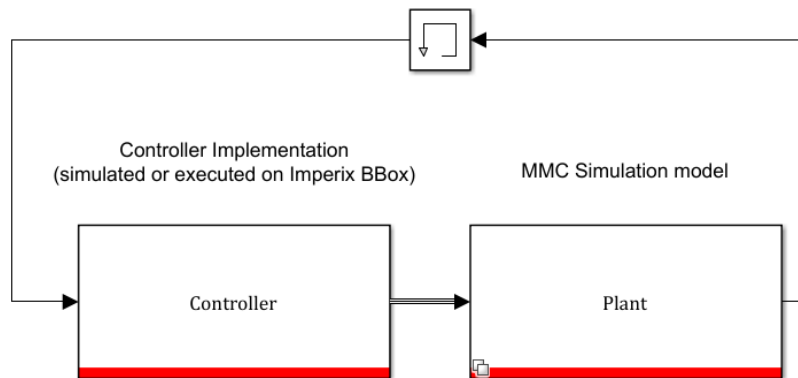 Controller Implementation
(simulated or executed on Imperix BBox)
MMC Simulation model
Controller
Plant